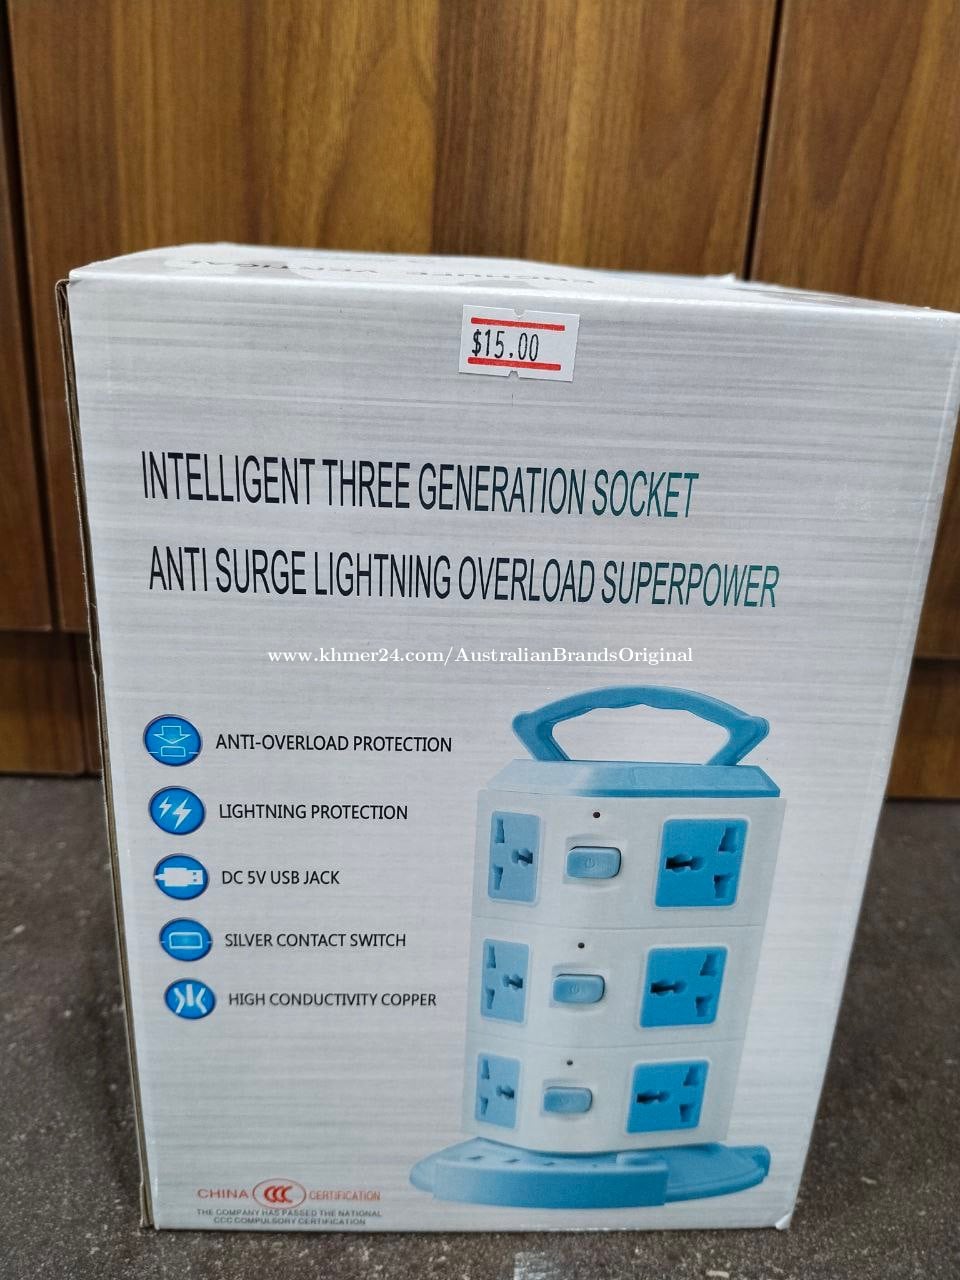 VERTICAL
$15.00
INTELLIGENT THREE GENERATION SOCKET
ANTI SURGE LIGHTNING OVERLOAD SUPERPOWER
www.khmer24.com/AustralianBrandsOriginal
ANTI-OVERLOAD PROTECTION
LIGHTNING PROTECTION
DC 5V USB JACK
SILVER CONTACT SWITCH
HIGH CONDUCTIVITY COPPER
CHINA CCC CERTIFICATION
THE COMPANY HAS PASSED THE NATIONAL
CCC COMPULSORY CERTIFICATION